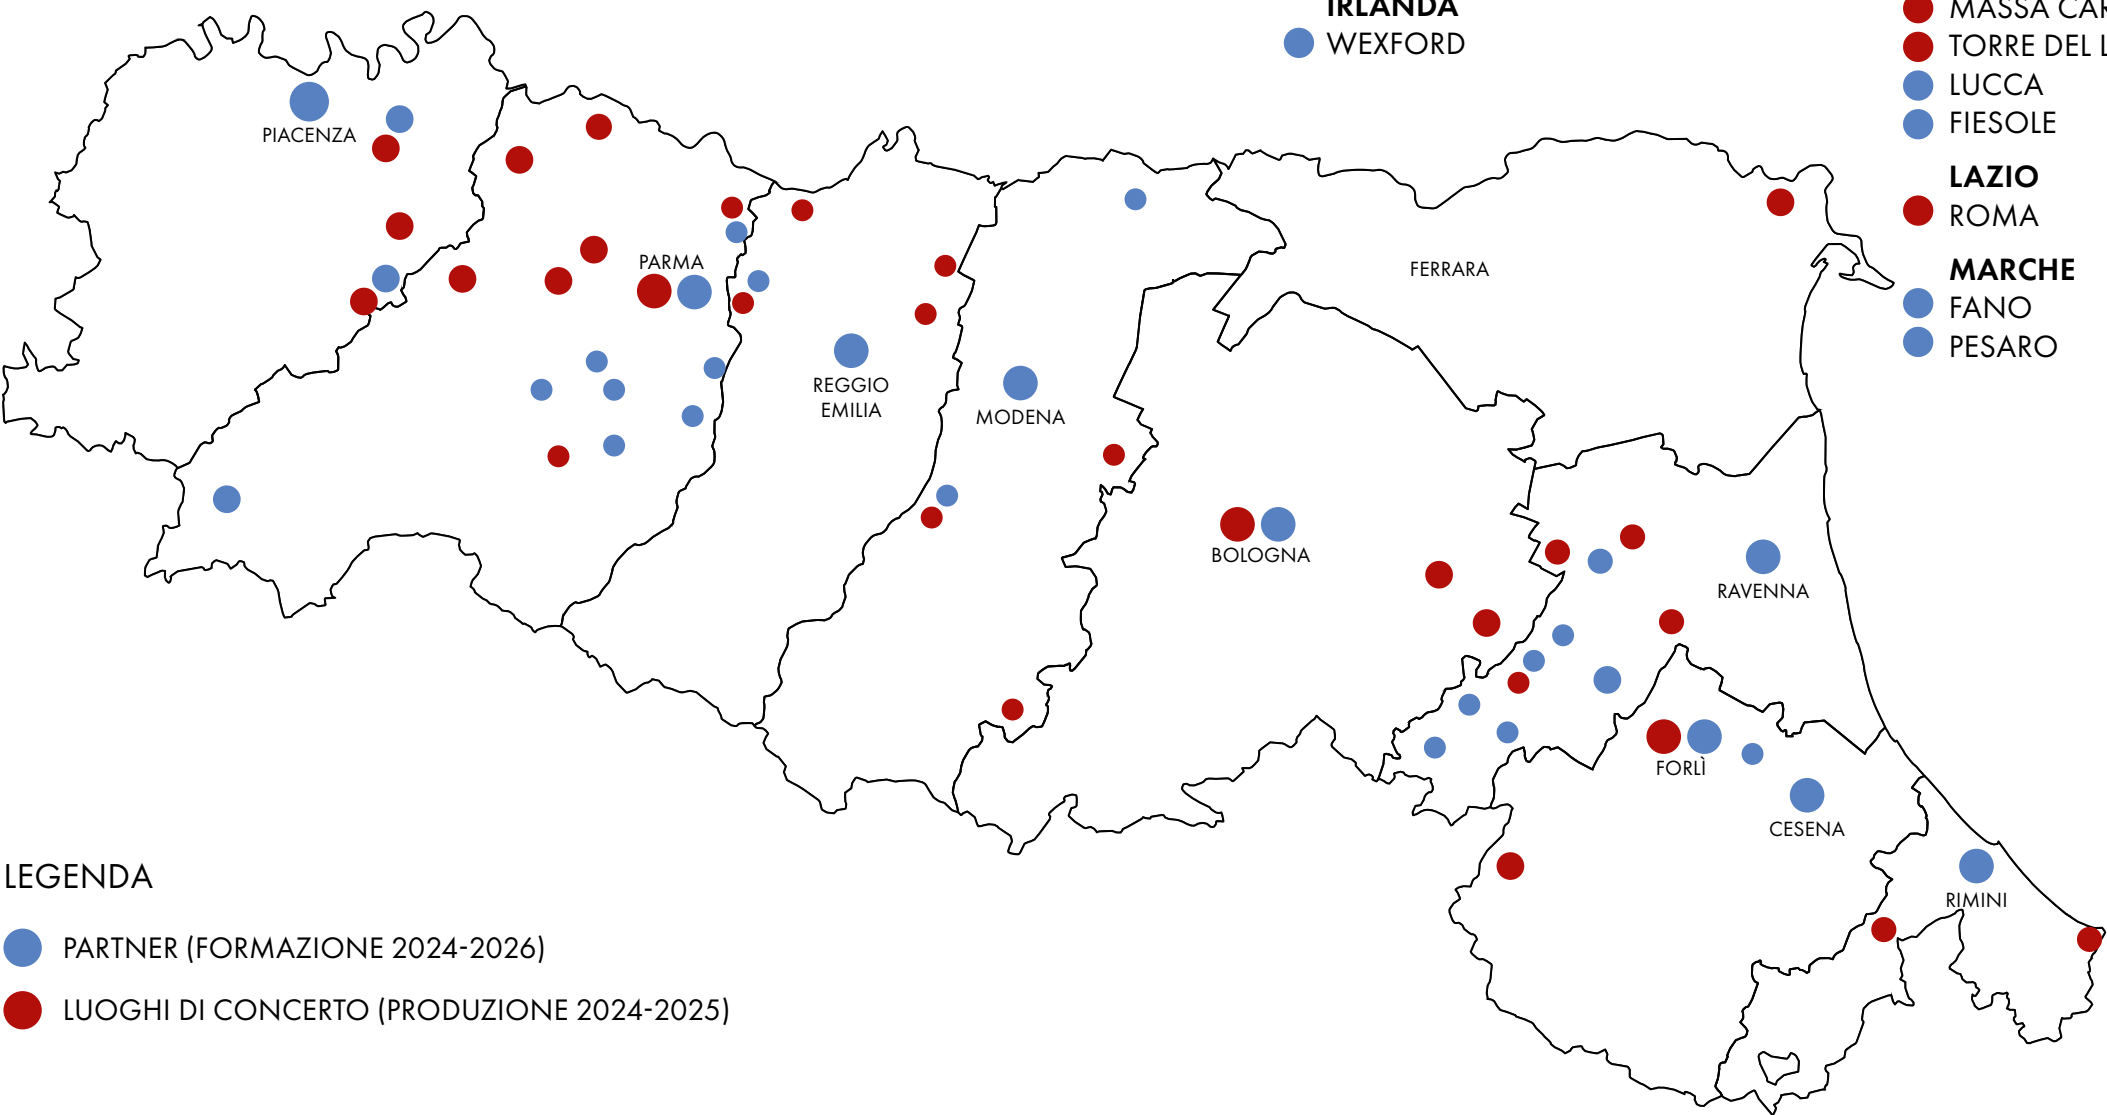 IRLANDA
WEXFORD
MASSA
TORRE DEL
LUCCA
FIESOLE
LAZIO
ROMA
MARCHE
FANO
PESARO
PIACENZA
PARMA
REGGIO
EMILIA
MODENA
FERRARA
BOLOGNA
RAVENNA
FORLÌ
CESENA
RIMINI
LEGENDA
PARTNER (FORMAZIONE 2024-2026)
LUOGHI DI CONCERTO (PRODUZIONE 2024-2025)